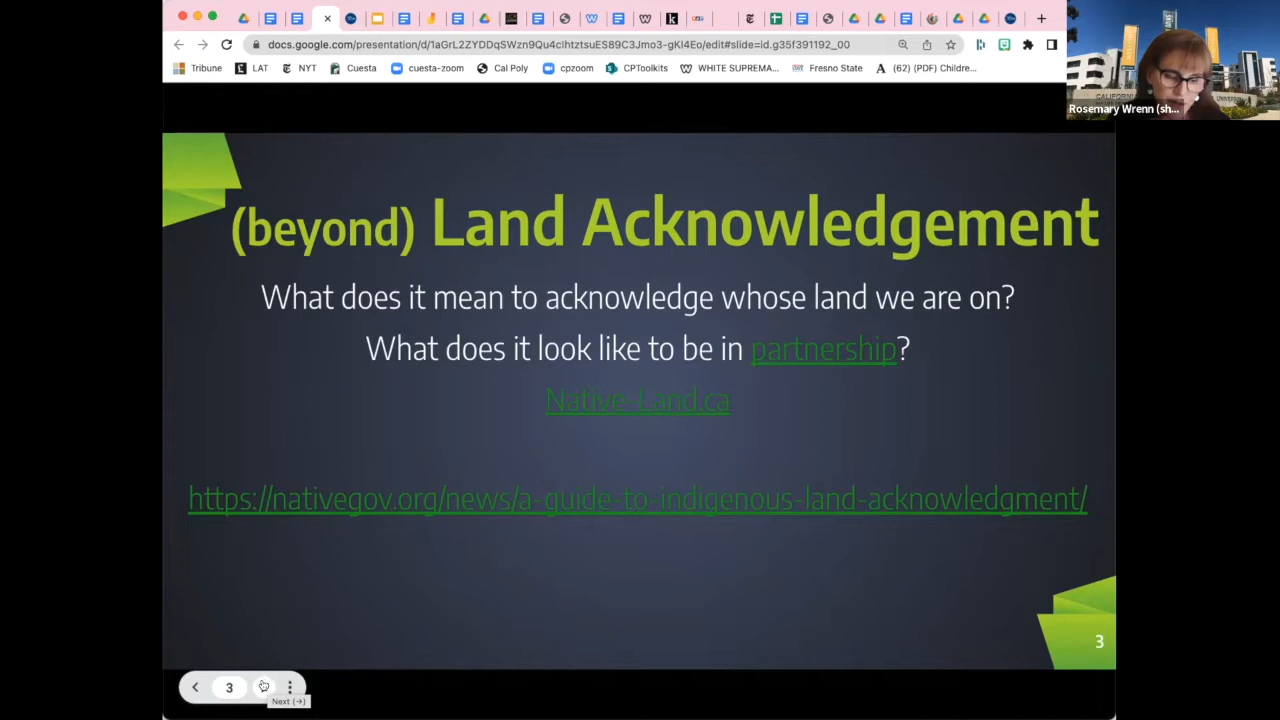 docs.google.com/presentation/d/1aGrL2ZYDDqSWzn9Qu4cIhtztsuES89C3Jmo3-gKl4Eo/edit#slide=id.g35f391192_00
Tribune LAT NYT Cuesta cuesta-zoom Cal Poly cpzoom CPToolkits WHITE SUPREMA... Fresno State (62) (PDF) Childre...
Rosemary Wrenn (sh...
(beyond) Land Acknowledgement
What does it mean to acknowledge whose land we are on?
What does it look like to be in partnership?
Native-Land.ca
https://nativegov.org/news/a-guide-to-indigenous-land-acknowledgment/
3
3
Next (→)